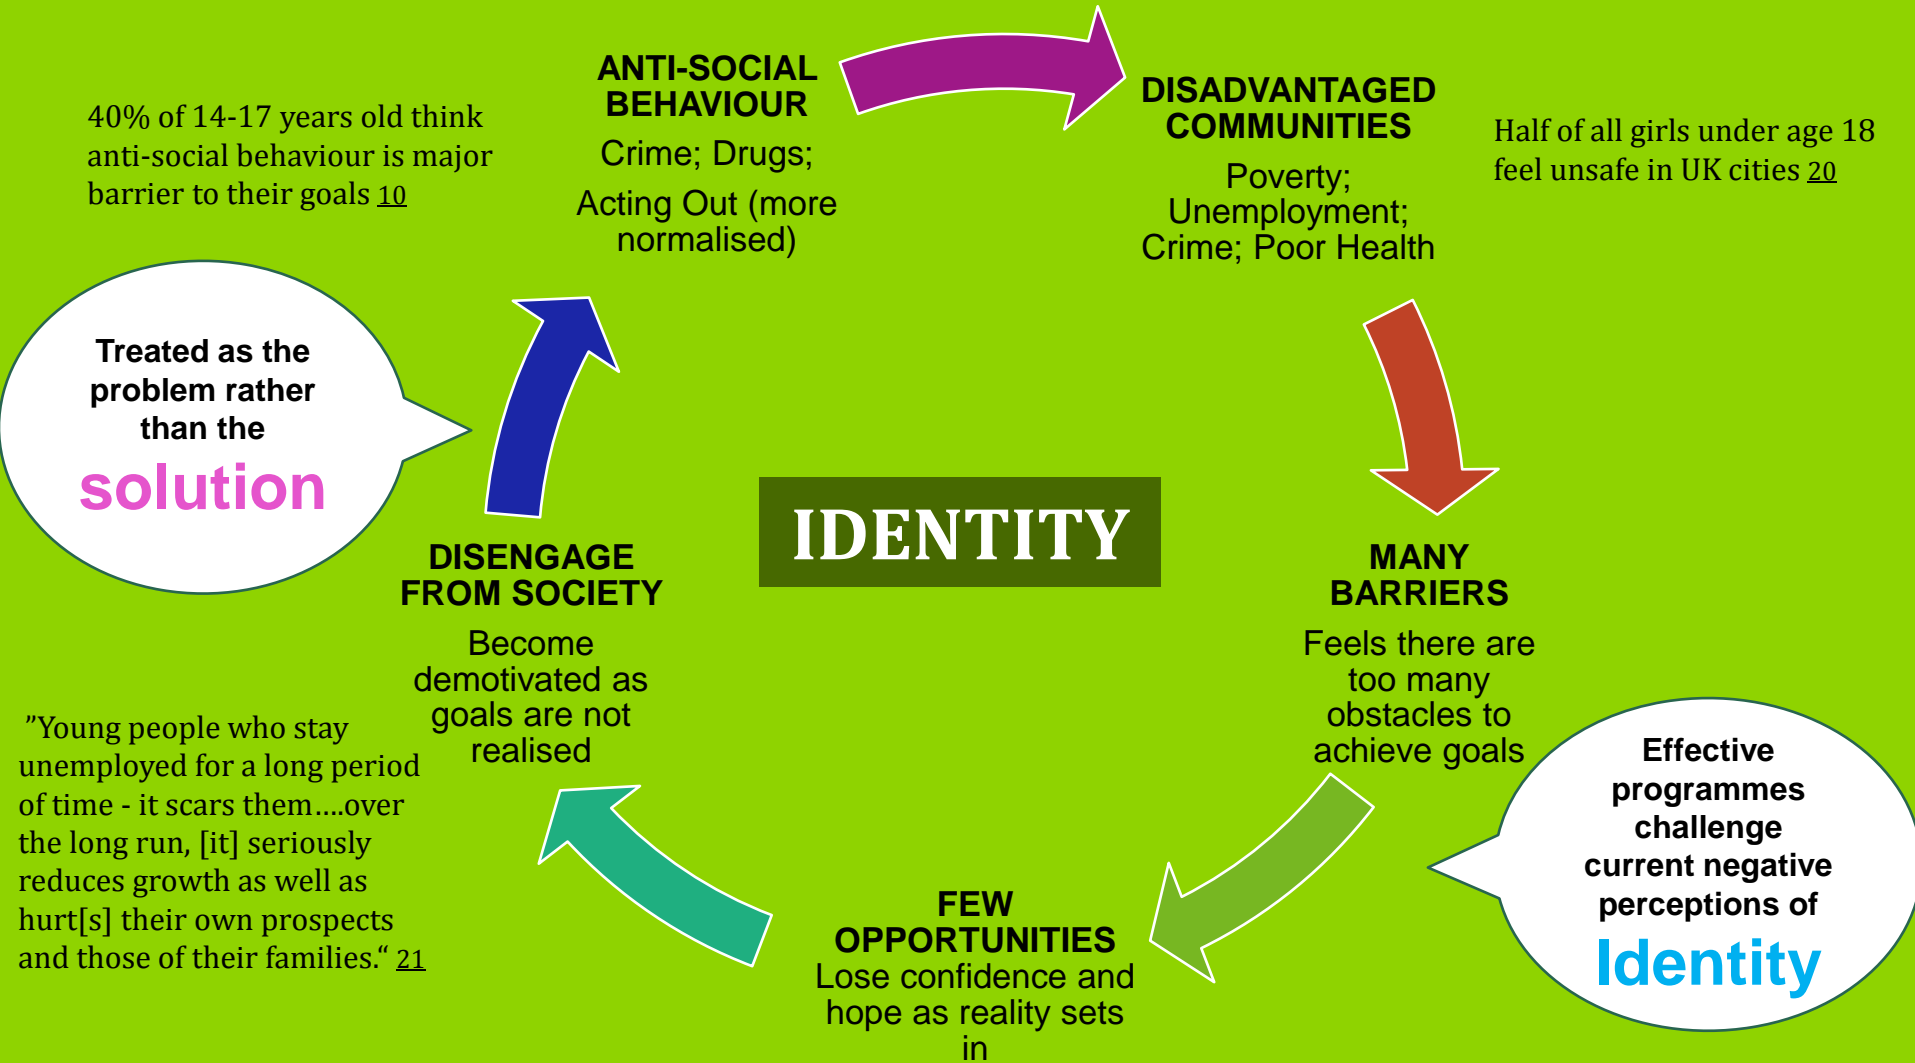 ANTI-SOCIAL
BEHAVIOUR
Crime; Drugs;
Acting Out (more
normalised)
DISADVANTAGED
COMMUNITIES
Poverty;
Unemployment;
Crime; Poor Health
40% of 14-17 years old think
anti-social behaviour is major
barrier to their goals 10
Half of all girls under age 18
feel unsafe in UK cities 20
Treated as the
problem rather
than the
solution
IDENTITY
DISENGAGE
FROM SOCIETY
Become
demotivated as
goals are not
realised
MANY
BARRIERS
Feels there are
too many
obstacles to
achieve goals
”Young people who stay
unemployed for a long period
of time - it scars them….over
the long run, [it] seriously
reduces growth as well as
hurt[s] their own prospects
and those of their families.“ 21
FEW
OPPORTUNITIES
Lose confidence and
hope as reality sets
in
Effective
programmes
challenge
current negative
perceptions of
Identity